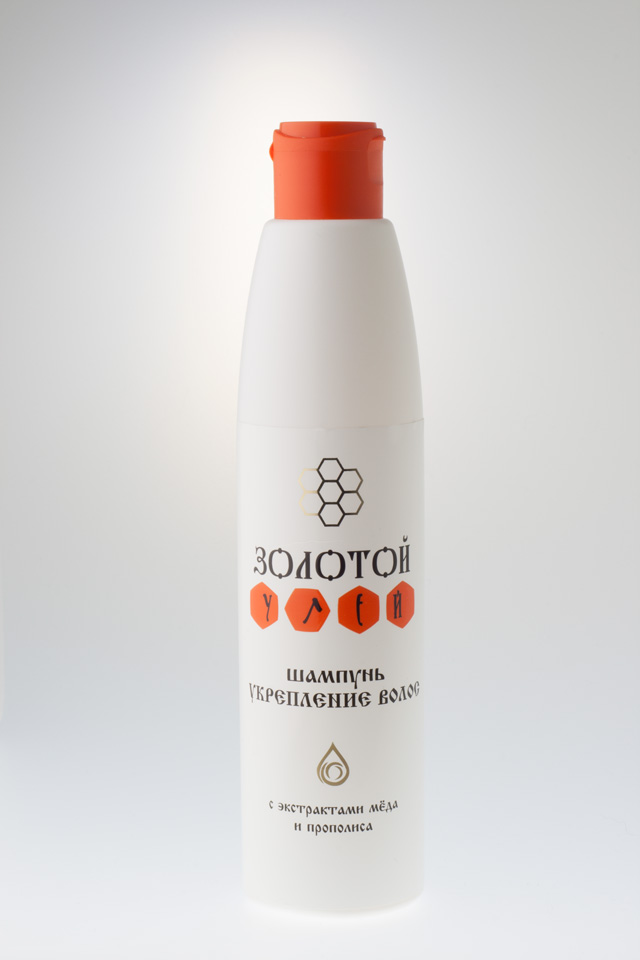 ЗОЛОТОЙ
УЛЕЙ
ШАМПУНЬ
УКРЕПЛЕНИЕ ВОЛОС
С ЭКСТРАКТАМИ МЁДА
И ПРОПОЛИСА